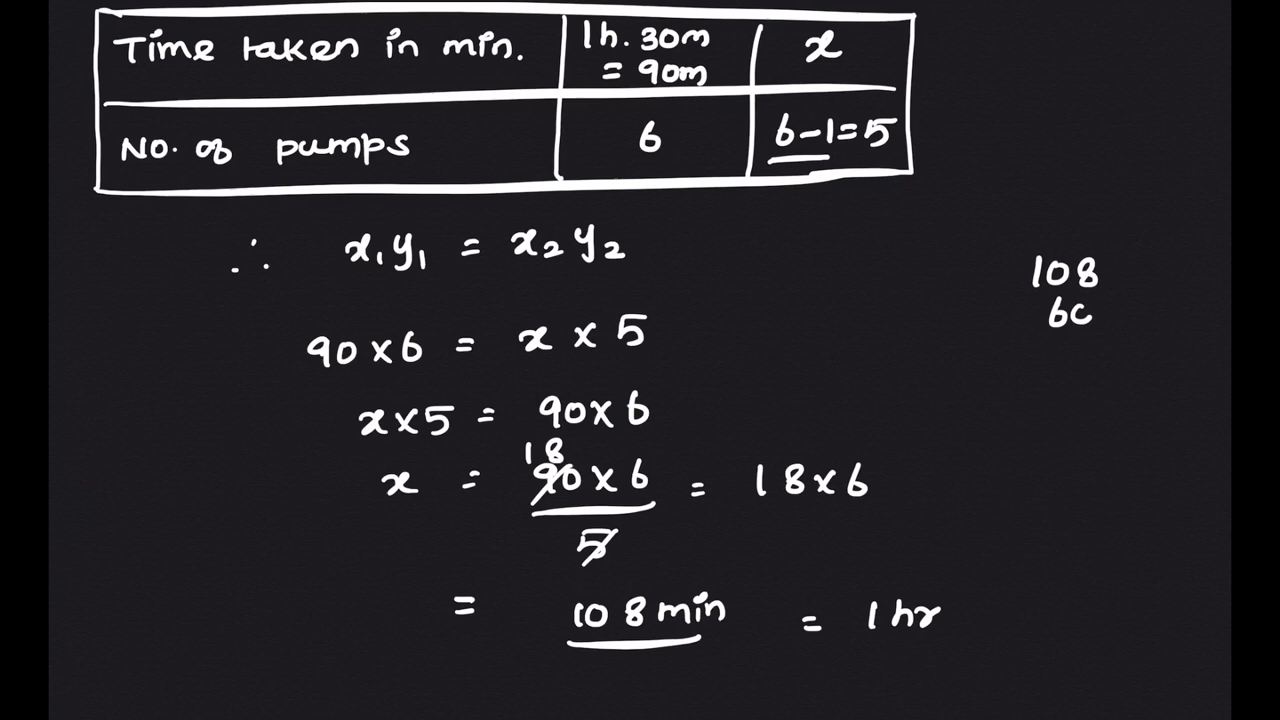 Time taken in min. 1h. 30m = 90m x
No. of pumps 6 6-1=5
∴ x₁y₁ = x₂y₂
108
60
90×6 = x × 5
x×5 = 90×6
18
x = 90×6 = 18×6
5
= 108 min = 1 hr